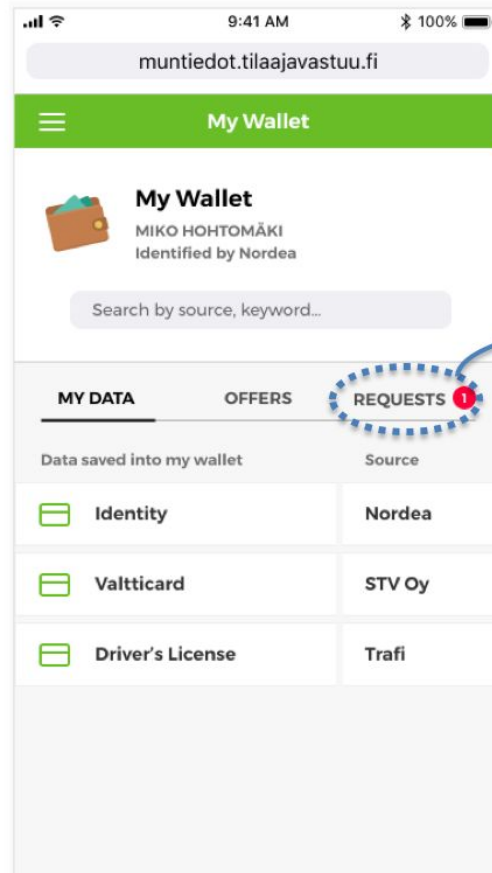 9:41 AM
100%
muntiedot.tilaajavastuu.fi
My Wallet
My Wallet
MIKO HOHTOMÄKI
Identified by Nordea
Search by source, keyword...
MY DATA OFFERS REQUESTS 1
Data saved into my wallet Source
Identity Nordea
Valtticard STV Oy
Driver's License Trafi